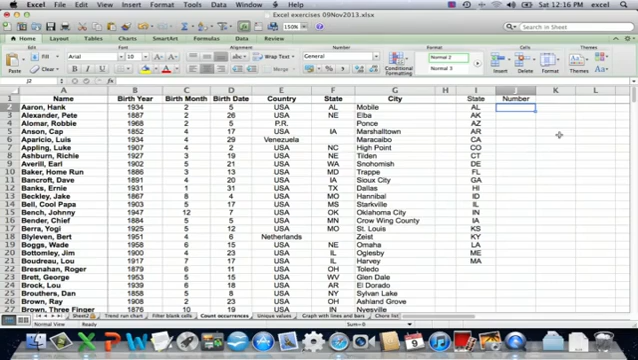 Excel File Edit View Insert Format Tools Data Window Help Sat 12:16 PM excel
Excel exercises 09Nov2013.xlsx
150%
Home Layout Tables Charts SmartArt Formulas Data Review
Edit Font Alignment Number Format Cells Themes
Arial 10 Wrap Text General Normal 2
Paste Merge Conditional Formatting Normal 3 Themes
J2 fx
A B C D E F G H I J K L
1 Name Birth Year Birth Month Birth Date Country State City State Number
2 Aaron, Hank 1934 2 5 USA AL Mobile AL
3 Alexander, Pete 1887 2 26 USA NE Elba AK
4 Alomar, Robbie 1968 2 5 P.R. Ponce AZ
5 Anson, Cap 1852 4 17 USA IA Marshalltown AR
6 Aparicio, Luis 1934 4 29 Venezuela Maracaibo CA
7 Appling, Luke 1907 4 2 USA NC High Point CO
8 Ashburn, Richie 1927 3 19 USA NE Tilden CT
9 Averill, Earl 1902 5 21 USA WA Snohomish DE
10 Baker, Home Run 1886 3 13 USA MD Trappe FL
11 Bancroft, Dave 1891 4 20 USA IA Sioux City GA
12 Banks, Ernie 1931 1 31 USA TX Dallas HI
13 Beckley, Jake 1867 8 4 USA MO Hannibal ID
14 Bell, Cool Papa 1903 5 17 USA MS Starkville IL
15 Bench, Johnny 1947 12 7 USA OK Oklahoma City IN
16 Bender, Chief 1884 5 5 USA MN Crow Wing County IA
17 Berra, Yogi 1925 5 12 USA MO St. Louis KS
18 Blyleven, Bert 1951 4 6 Netherlands Zeist KY
19 Boggs, Wade 1958 6 15 USA NE Omaha LA
20 Bottomley, Jim 1900 4 23 USA IL Oglesby ME
21 Boudreau, Lou 1917 7 17 USA IL Harvey MA
22 Bresnahan, Roger 1879 6 11 USA OH Toledo
23 Brett, George 1953 5 15 USA WV Glen Dale
24 Brock, Lou 1939 6 18 USA AR El Dorado
25 Brouthers, Dan 1858 5 8 USA NY Sylvan Lake
26 Brown, Ray 1908 2 23 USA OH Ashland Grove
27 Brown, Three Finger 1876 10 19 USA IN Nyesville
Sheet2 Trend run chart Filter blank cells Count occurrences Unique values Graph with lines and bars Chore list
Normal View Ready Sum=0